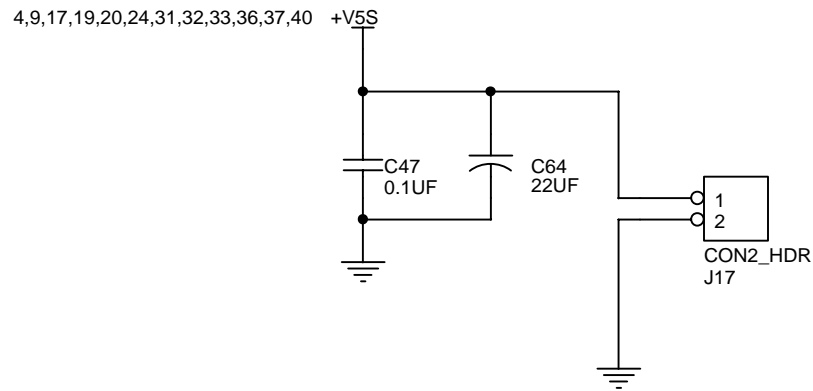 4,9,17,19,20,24,31,32,33,36,37,40 +V5S
C47
0.1UF
C64
22UF
1
2
CON2_HDR
J17